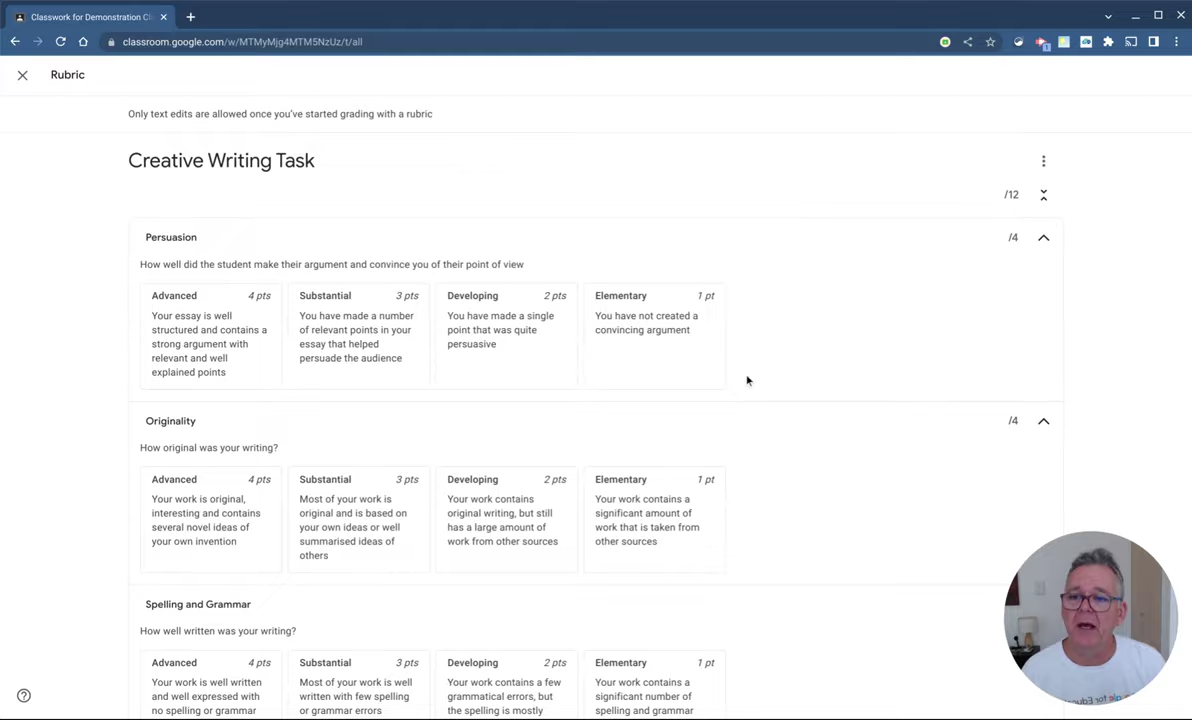 Classwork for Demonstration Cl
classroom.google.com/w/MTMyMjg4MTM5NzUz/t/all
Rubric
Only text edits are allowed once you've started grading with a rubric
Creative Writing Task
/12
Persuasion /4
How well did the student make their argument and convince you of their point of view
Advanced 4 pts
Your essay is well
structured and contains a
strong argument with
relevant and well
explained points
Substantial 3 pts
You have made a number
of relevant points in your
essay that helped
persuade the audience
Developing 2 pts
You have made a single
point that was quite
persuasive
Elementary 1 pt
You have not created a
convincing argument
Originality /4
How original was your writing?
Advanced 4 pts
Your work is original,
interesting and contains
several novel ideas of
your own invention
Substantial 3 pts
Most of your work is
original and is based on
your own ideas or well
summarised ideas of
others
Developing 2 pts
Your work contains
original writing, but still
has a large amount of
work from other sources
Elementary 1 pt
Your work contains a
significant amount of
work that is taken from
other sources
Spelling and Grammar
How well written was your writing?
Advanced 4 pts
Your work is well written
and well expressed with
no spelling or grammar
Substantial 3 pts
Most of your work is well
written with few spelling
or grammar errors
Developing 2 pts
Your work contains a few
grammatical errors, but
the spelling is mostly
Elementary 1 pt
Your work contains a
significant number of
spelling and grammar